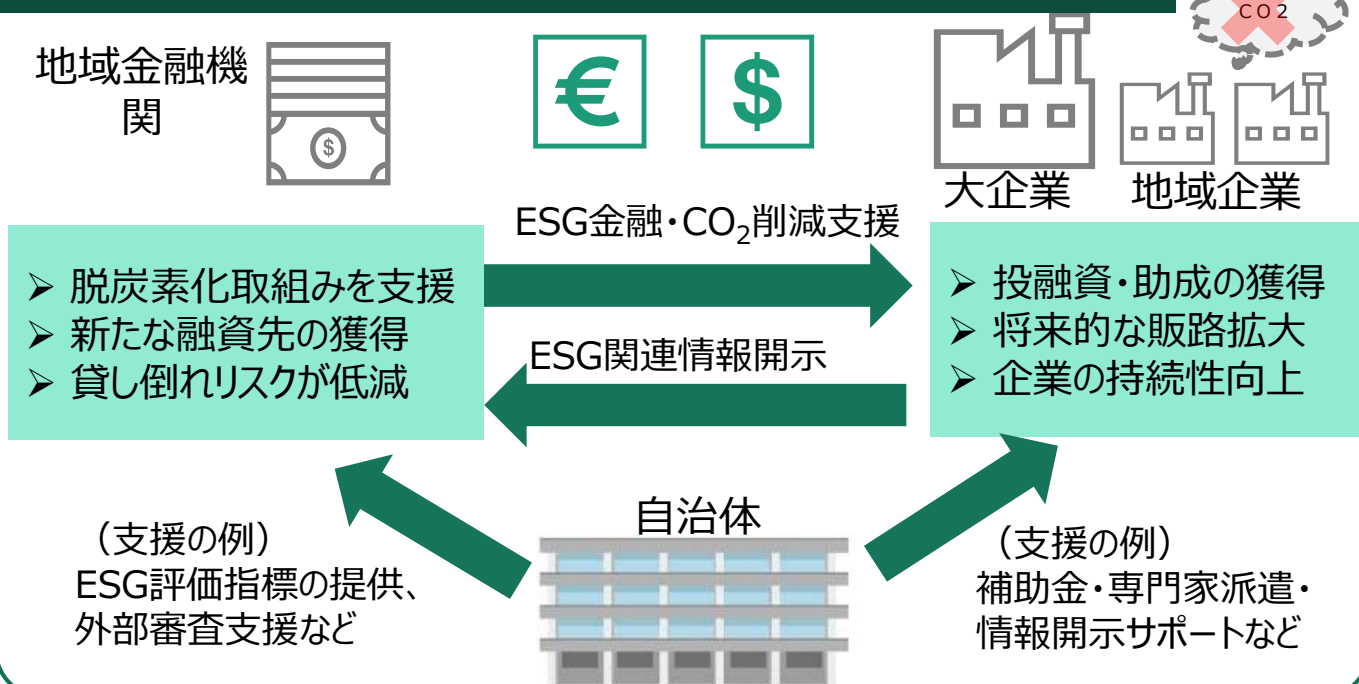 CO2
地域金融機
関
€
$
$
大企業
地域企業
ESG金融・CO₂削減支援
➢ 脱炭素化取組みを支援
➢ 新たな融資先の獲得
➢ 貸し倒れリスクが低減
➢ 投融資・助成の獲得
➢ 将来的な販路拡大
➢ 企業の持続性向上
ESG関連情報開示
自治体
（支援の例）
ESG評価指標の提供、
外部審査支援など
（支援の例）
補助金・専門家派遣・
情報開示サポートなど